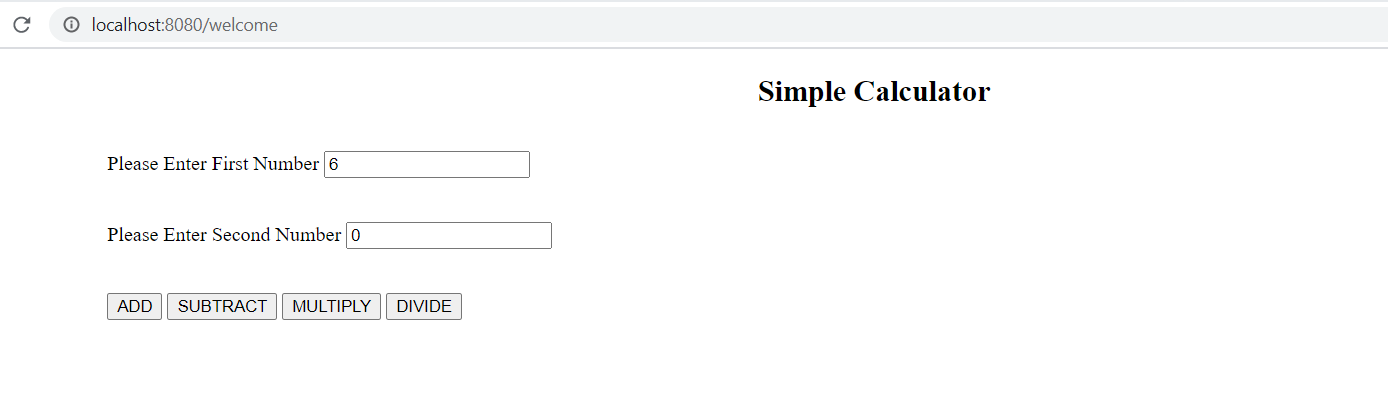 localhost:8080/welcome
Simple Calculator
Please Enter First Number 6
Please Enter Second Number 0
ADD SUBTRACT MULTIPLY DIVIDE